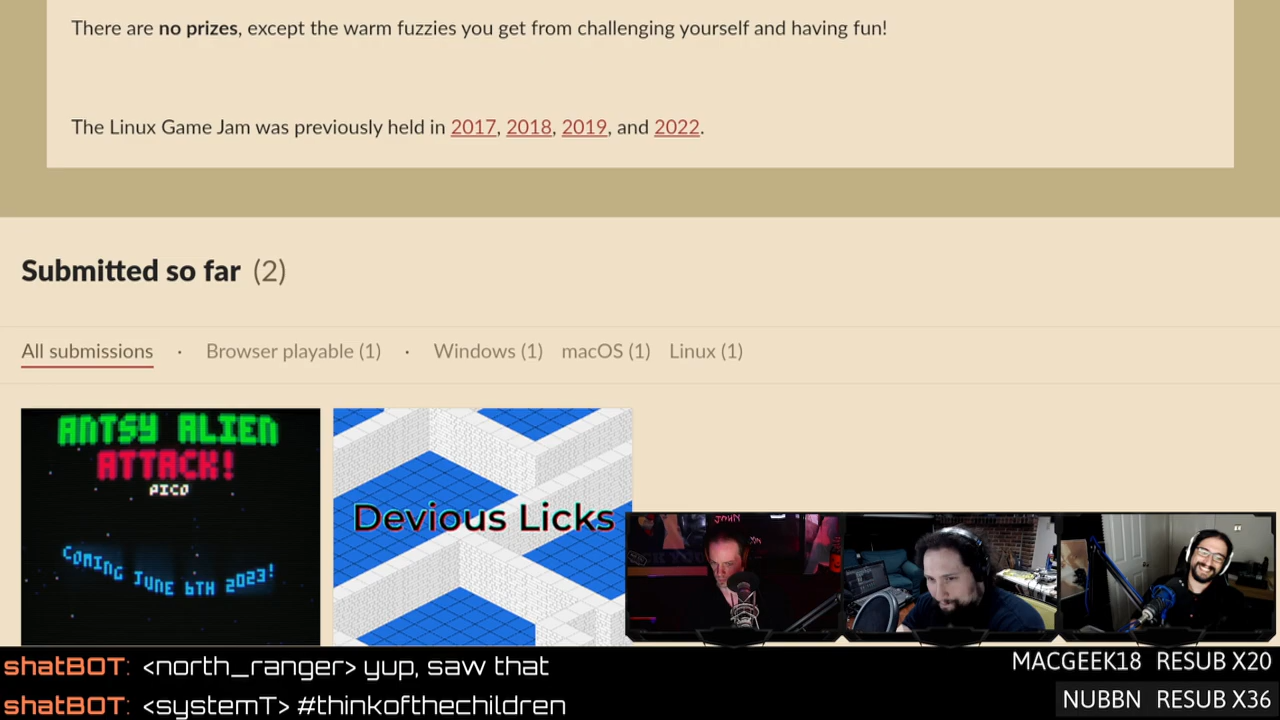 There are no prizes, except the warm fuzzies you get from challenging yourself and having fun!
The Linux Game Jam was previously held in 2017, 2018, 2019, and 2022.
Submitted so far (2)
All submissions · Browser playable (1) · Windows (1) macOS (1) Linux (1)
ANTSY ALIEN
ATTACK!
PICO
COMING JUNE 6TH 2023!
Devious Licks
shatBOT: <north_ranger> yup, saw that
shatBOT: <systemT> #thinkofthechildren
MACGEEK18 RESUB X20
NUBBN RESUB X36